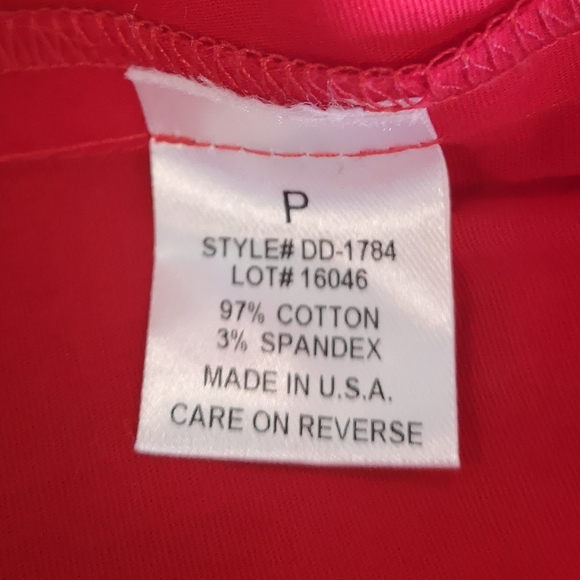 P
STYLE# DD-1784
LOT# 16046
97% COTTON
3% SPANDEX
MADE IN U.S.A.
CARE ON REVERSE